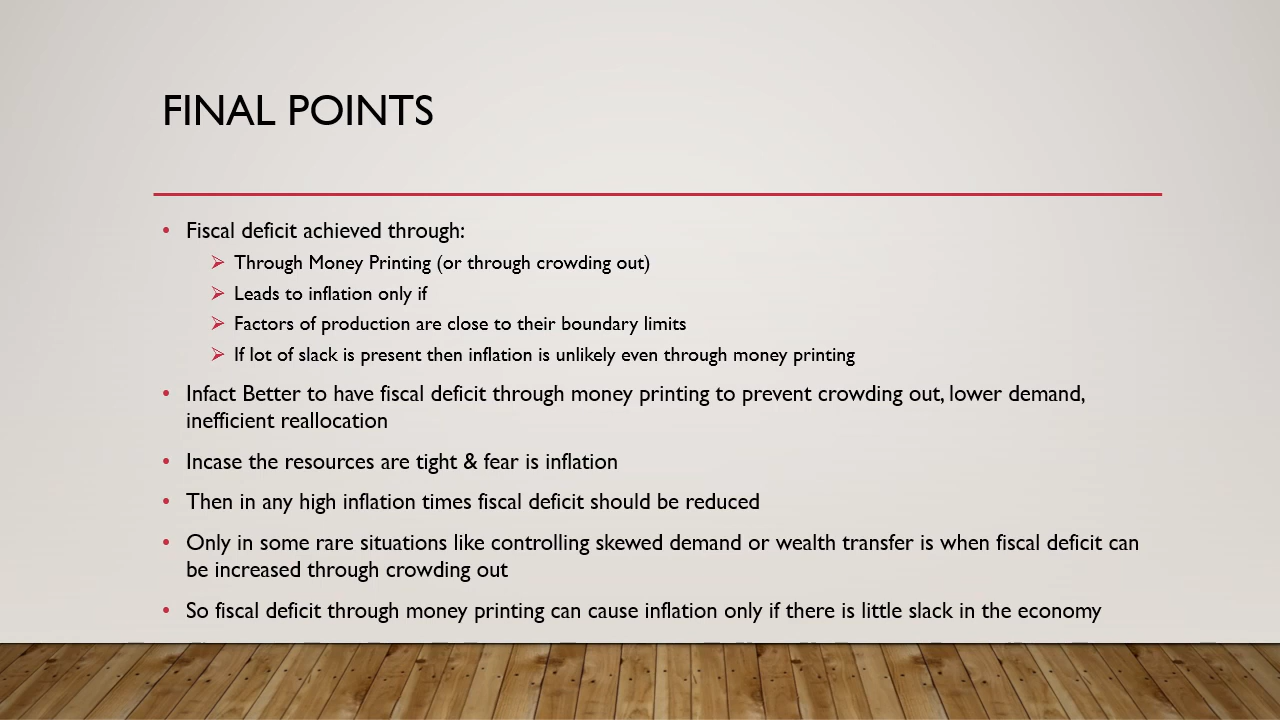 FINAL POINTS
• Fiscal deficit achieved through:
➢ Through Money Printing (or through crowding out)
➢ Leads to inflation only if
➢ Factors of production are close to their boundary limits
➢ If lot of slack is present then inflation is unlikely even through money printing
• Infact Better to have fiscal deficit through money printing to prevent crowding out, lower demand,
inefficient reallocation
• Incase the resources are tight & fear is inflation
• Then in any high inflation times fiscal deficit should be reduced
• Only in some rare situations like controlling skewed demand or wealth transfer is when fiscal deficit can
be increased through crowding out
• So fiscal deficit through money printing can cause inflation only if there is little slack in the economy